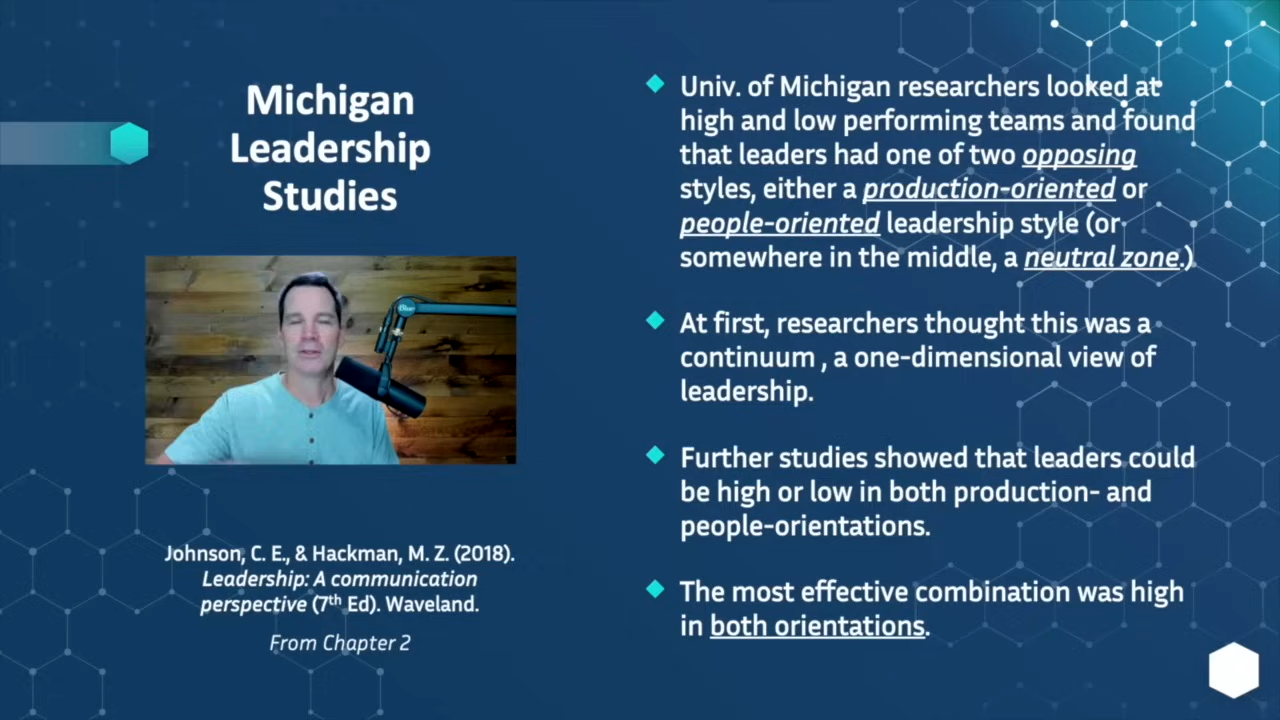 Michigan
Leadership
Studies
Univ. of Michigan researchers looked at
high and low performing teams and found
that leaders had one of two opposing
styles, either a production-oriented or
people-oriented leadership style (or
somewhere in the middle, a neutral zone.)
At first, researchers thought this was a
continuum , a one-dimensional view of
leadership.
Further studies showed that leaders could
be high or low in both production- and
people-orientations.
The most effective combination was high
in both orientations.
Johnson, C. E., & Hackman, M. Z. (2018).
Leadership: A communication
perspective (7th Ed). Waveland.
From Chapter 2